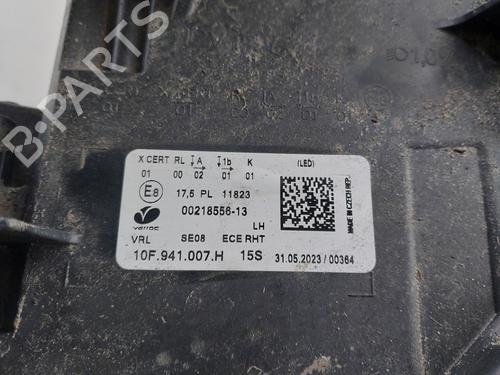 B-PARTS
X CERT RL A 1b K (LED)
01 00 02 01 01
E8 17,5 PL 11823
00218556-13
varroc LH
VRL SE08 ECE RHT
10F.941.007.H 15S 31.05.2023 / 00364
MADE IN CZECH REP.